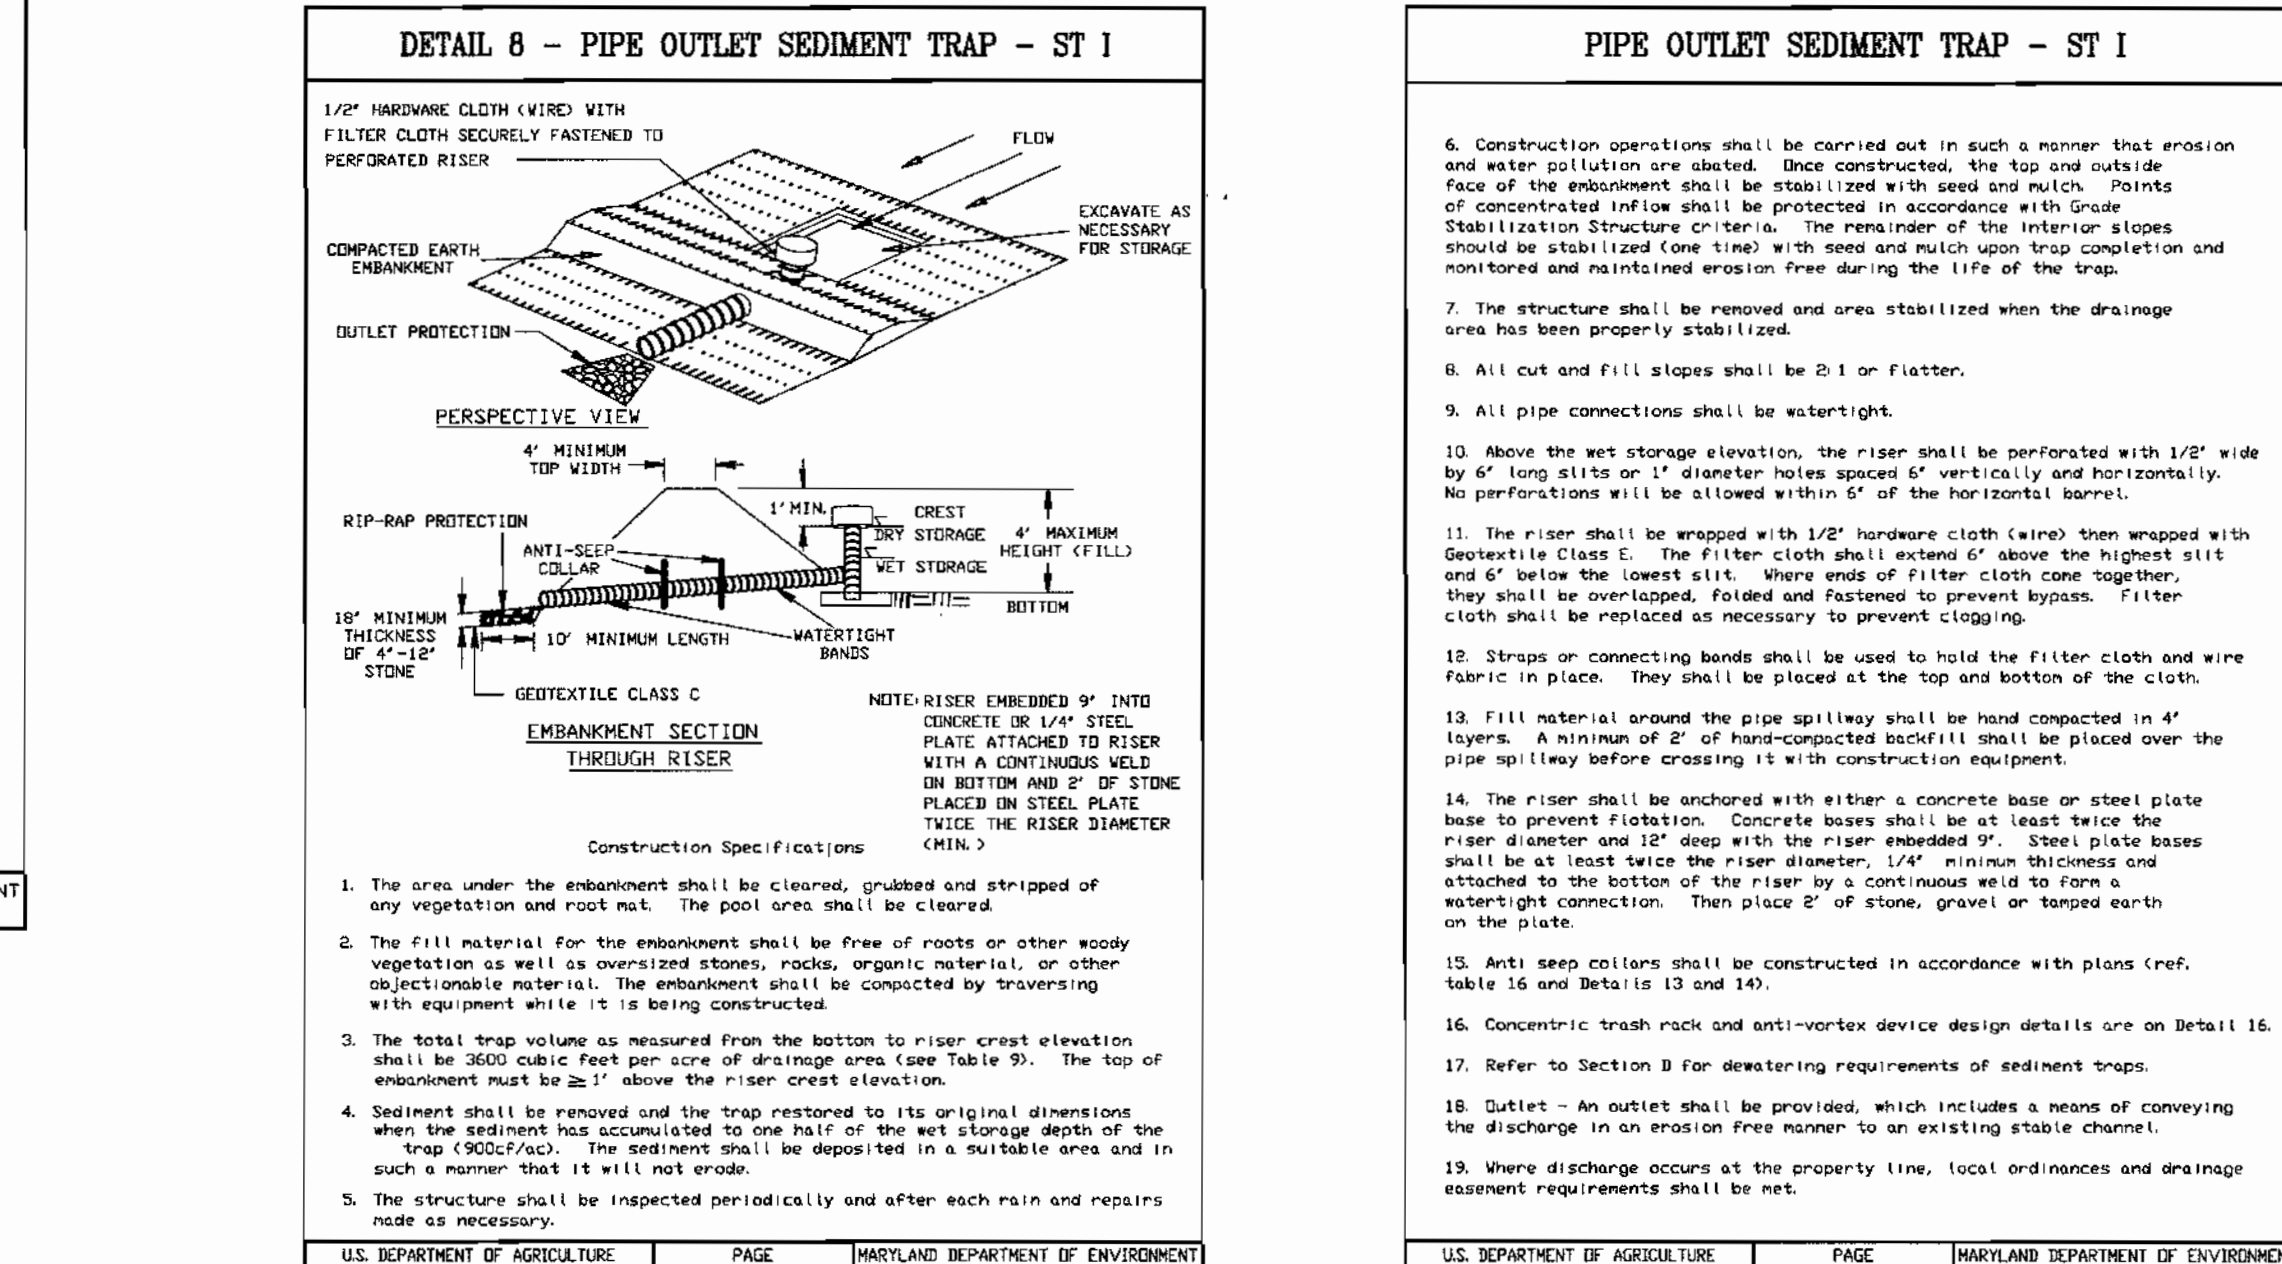 NT
DETAIL 8 - PIPE OUTLET SEDIMENT TRAP - ST I
1/2" HARDWARE CLOTH (WIRE) WITH
FILTER CLOTH SECURELY FASTENED TO
PERFORATED RISER
FLOW
EXCAVATE AS
NECESSARY
FOR STORAGE
COMPACTED EARTH
EMBANKMENT
OUTLET PROTECTION
PERSPECTIVE VIEW
4' MINIMUM
TOP WIDTH
1' MIN.
CREST
DRY STORAGE
WET STORAGE
4' MAXIMUM
HEIGHT (FILL)
BOTTOM
RIP-RAP PROTECTION
ANTI-SEEP
COLLAR
18" MINIMUM
THICKNESS
OF 4"-12"
STONE
10' MINIMUM LENGTH
WATERTIGHT
BANDS
GEOTEXTILE CLASS C
EMBANKMENT SECTION
THROUGH RISER
NOTE: RISER EMBEDDED 9" INTO
CONCRETE OR 1/4" STEEL
PLATE ATTACHED TO RISER
WITH A CONTINUOUS WELD
ON BOTTOM AND 2' OF STONE
PLACED ON STEEL PLATE
TWICE THE RISER DIAMETER
(MIN.)
Construction Specifications
1. The area under the embankment shall be cleared, grubbed and stripped of
any vegetation and root mat. The pool area shall be cleared.
2. The fill material for the embankment shall be free of roots or other woody
vegetation as well as oversized stones, rocks, organic material, or other
objectionable material. The embankment shall be compacted by traversing
with equipment while it is being constructed.
3. The total trap volume as measured from the bottom to riser crest elevation
shall be 3600 cubic feet per acre of drainage area (see Table 9). The top of
embankment must be ≥ 1' above the riser crest elevation.
4. Sediment shall be removed and the trap restored to its original dimensions
when the sediment has accumulated to one half of the wet storage depth of the
trap (900cf/ac). The sediment shall be deposited in a suitable area and in
such a manner that it will not erode.
5. The structure shall be inspected periodically and after each rain and repairs
made as necessary.
U.S. DEPARTMENT OF AGRICULTURE
PAGE
MARYLAND DEPARTMENT OF ENVIRONMENT
PIPE OUTLET SEDIMENT TRAP - ST I
6. Construction operations shall be carried out in such a manner that erosion
and water pollution are abated. Once constructed, the top and outside
face of the embankment shall be stabilized with seed and mulch. Points
of concentrated inflow shall be protected in accordance with Grade
Stabilization Structure criteria. The remainder of the interior slopes
should be stabilized (one time) with seed and mulch upon trap completion and
monitored and maintained erosion free during the life of the trap.
7. The structure shall be removed and area stabilized when the drainage
area has been properly stabilized.
8. All cut and fill slopes shall be 2:1 or flatter.
9. All pipe connections shall be watertight.
10. Above the wet storage elevation, the riser shall be perforated with 1/2" wide
by 6" long slits or 1" diameter holes spaced 6" vertically and horizontally.
No perforations will be allowed within 6" of the horizontal barrel.
11. The riser shall be wrapped with 1/2" hardware cloth (wire) then wrapped with
Geotextile Class E. The filter cloth shall extend 6" above the highest slit
and 6" below the lowest slit. Where ends of filter cloth come together,
they shall be overlapped, folded and fastened to prevent bypass. Filter
cloth shall be replaced as necessary to prevent clogging.
12. Straps or connecting bands shall be used to hold the filter cloth and wire
fabric in place. They shall be placed at the top and bottom of the cloth.
13. Fill material around the pipe spillway shall be hand compacted in 4"
layers. A minimum of 2' of hand-compacted backfill shall be placed over the
pipe spillway before crossing it with construction equipment.
14. The riser shall be anchored with either a concrete base or steel plate
base to prevent flotation. Concrete bases shall be at least twice the
riser diameter and 12" deep with the riser embedded 9". Steel plate bases
shall be at least twice the riser diameter, 1/4" minimum thickness and
attached to the bottom of the riser by a continuous weld to form a
watertight connection. Then place 2' of stone, gravel or tamped earth
on the plate.
15. Anti seep collars shall be constructed in accordance with plans (ref.
table 16 and Details 13 and 14).
16. Concentric trash rack and anti-vortex device design details are on Detail 16.
17. Refer to Section D for dewatering requirements of sediment traps.
18. Outlet - An outlet shall be provided, which includes a means of conveying
the discharge in an erosion free manner to an existing stable channel.
19. Where discharge occurs at the property line, local ordinances and drainage
easement requirements shall be met.
U.S. DEPARTMENT OF AGRICULTURE
PAGE
MARYLAND DEPARTMENT OF ENVIRONMEN